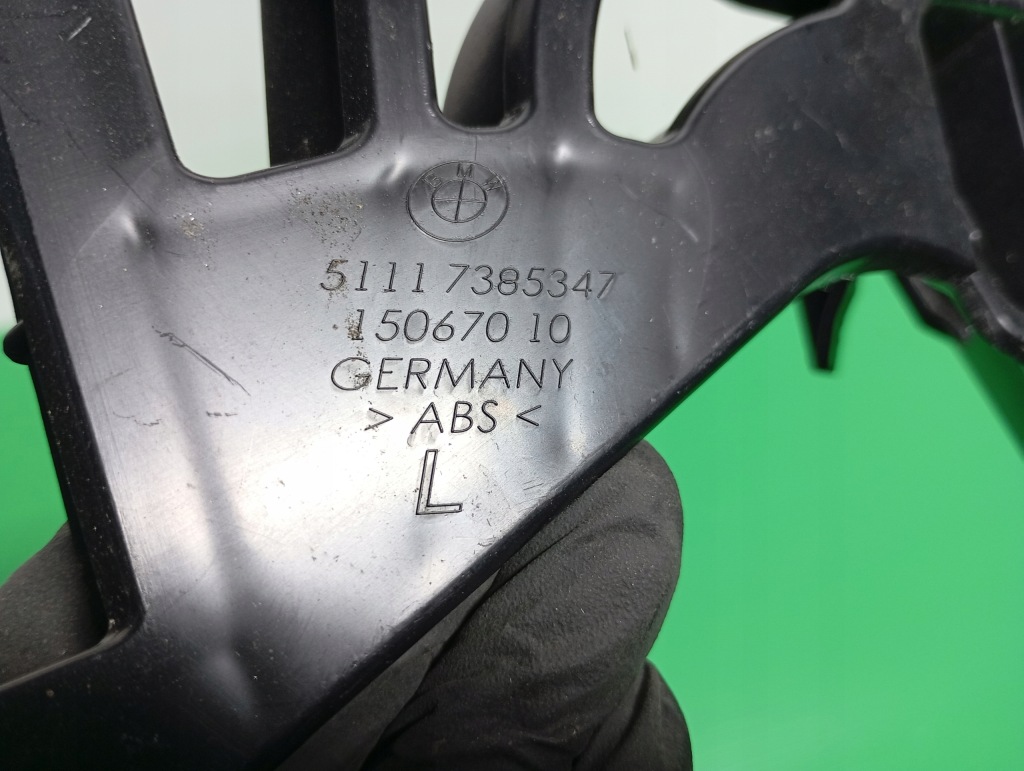 BMW
5111 7385347
150670 10
GERMANY
> ABS <
L